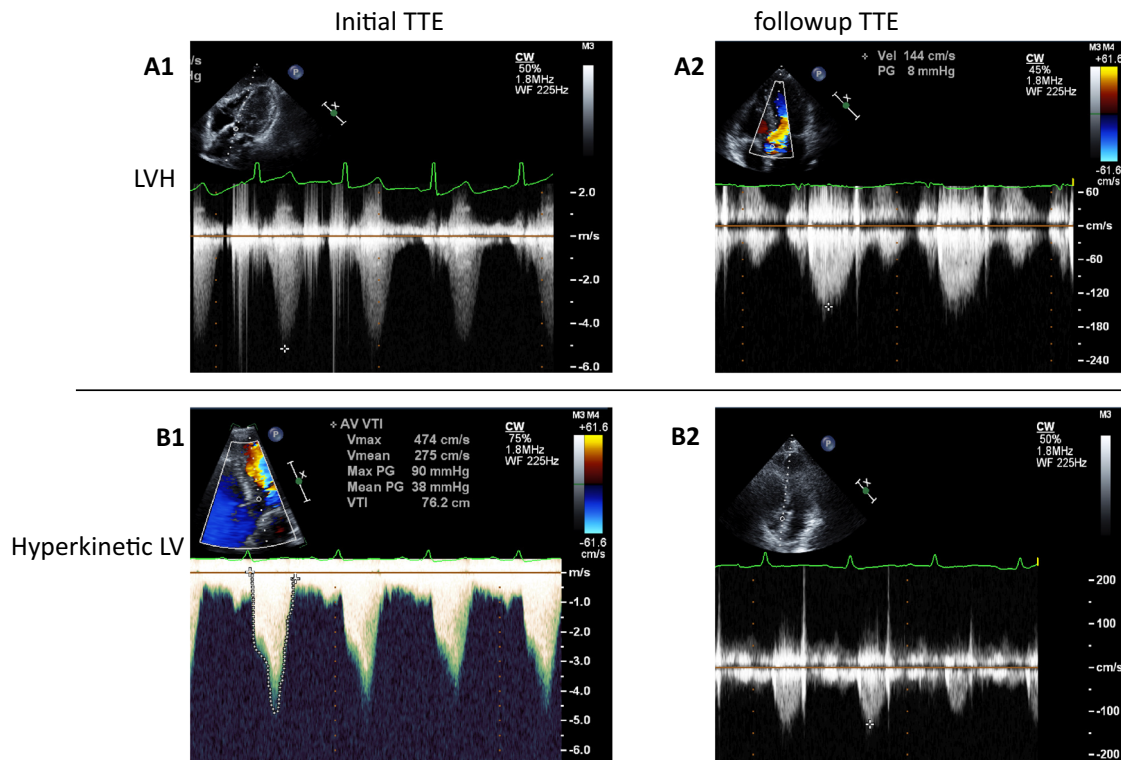 Initial TTE
followup TTE
A1
/s
Hg
CW
50%
1.8MHz
WF 225Hz
M3
P
X
LVH
2.0
m/s
-2.0
-4.0
-6.0
A2
Vel 144 cm/s
PG 8 mmHg
CW
45%
1.8MHz
WF 225Hz
M3 M4
+61.6
-61.6
cm/s
P
X
60
cm/s
-60
-120
-180
-240
B1
AV VTI
Vmax 474 cm/s
Vmean 275 cm/s
Max PG 90 mmHg
Mean PG 38 mmHg
VTI 76.2 cm
CW
75%
1.8MHz
WF 225Hz
M3 M4
+61.6
-61.6
cm/s
P
X
Hyperkinetic LV
m/s
-1.0
-2.0
-3.0
-4.0
-5.0
-6.0
B2
CW
50%
1.8MHz
WF 225Hz
M3
P
X
200
100
cm/s
-100
-200